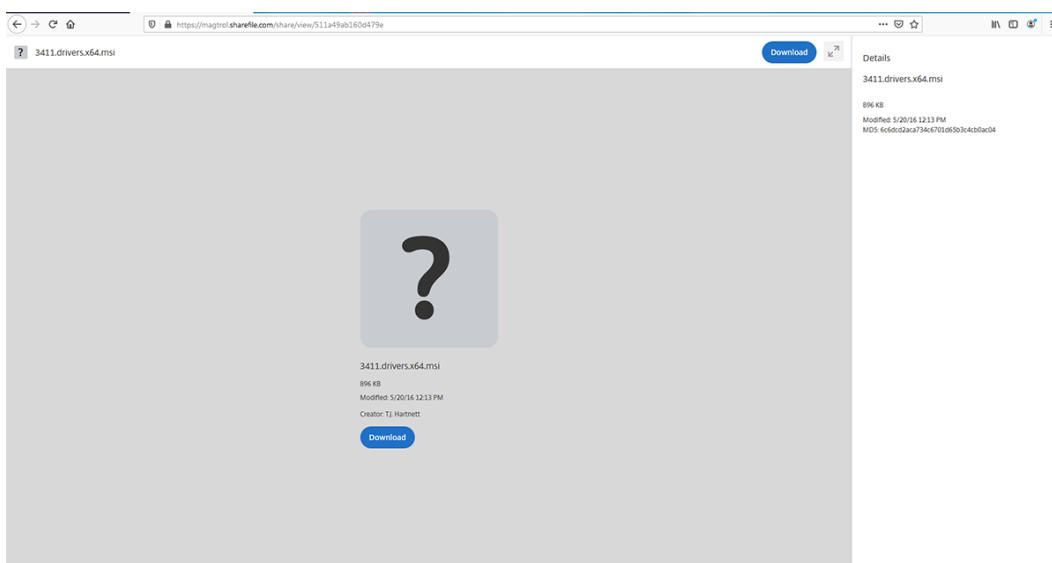 https://magtrol.sharefile.com/share/view/511a49ab160d479e
? 3411.drivers.x64.msi
Download
Details
3411.drivers.x64.msi
896 KB
Modified: 5/20/16 12:13 PM
MD5: 6c6dcd2aca734c6701d65b3c4cb0ac04
?
3411.drivers.x64.msi
896 KB
Modified: 5/20/16 12:13 PM
Creator: T.J. Hartnett
Download